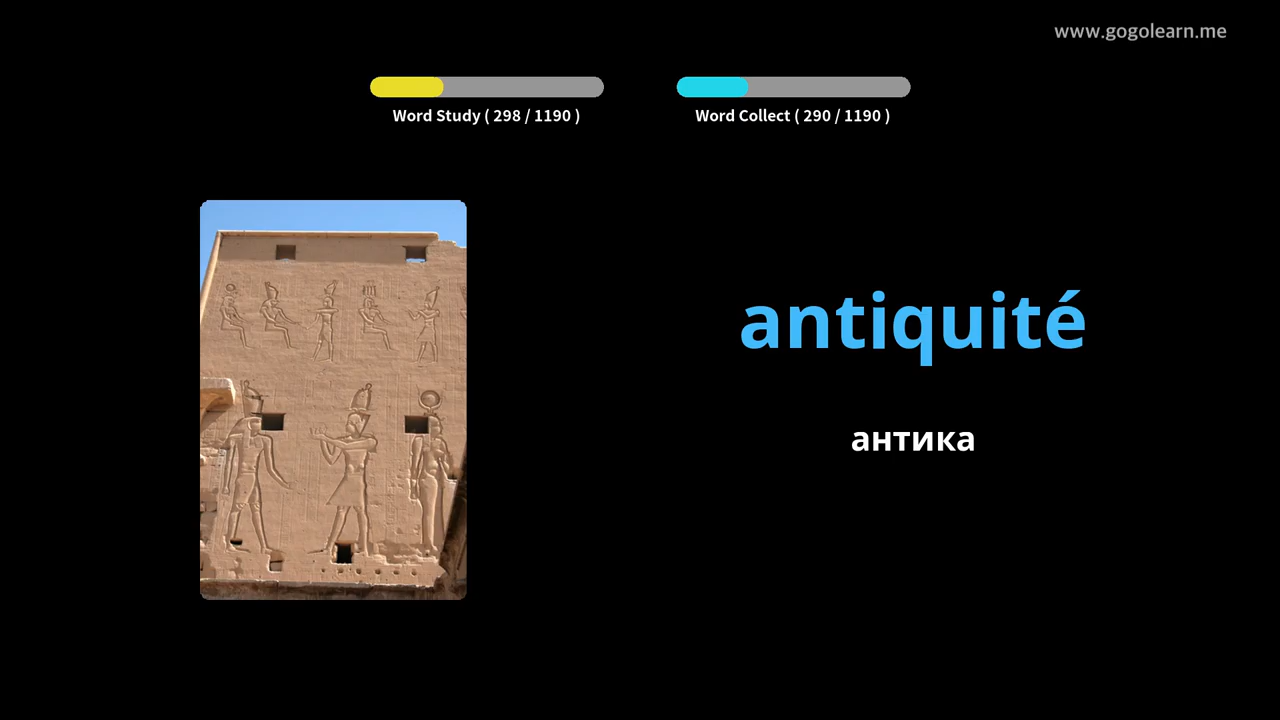 www.gogolearn.me
Word Study ( 298 / 1190 )
Word Collect ( 290 / 1190 )
antiquité
антика